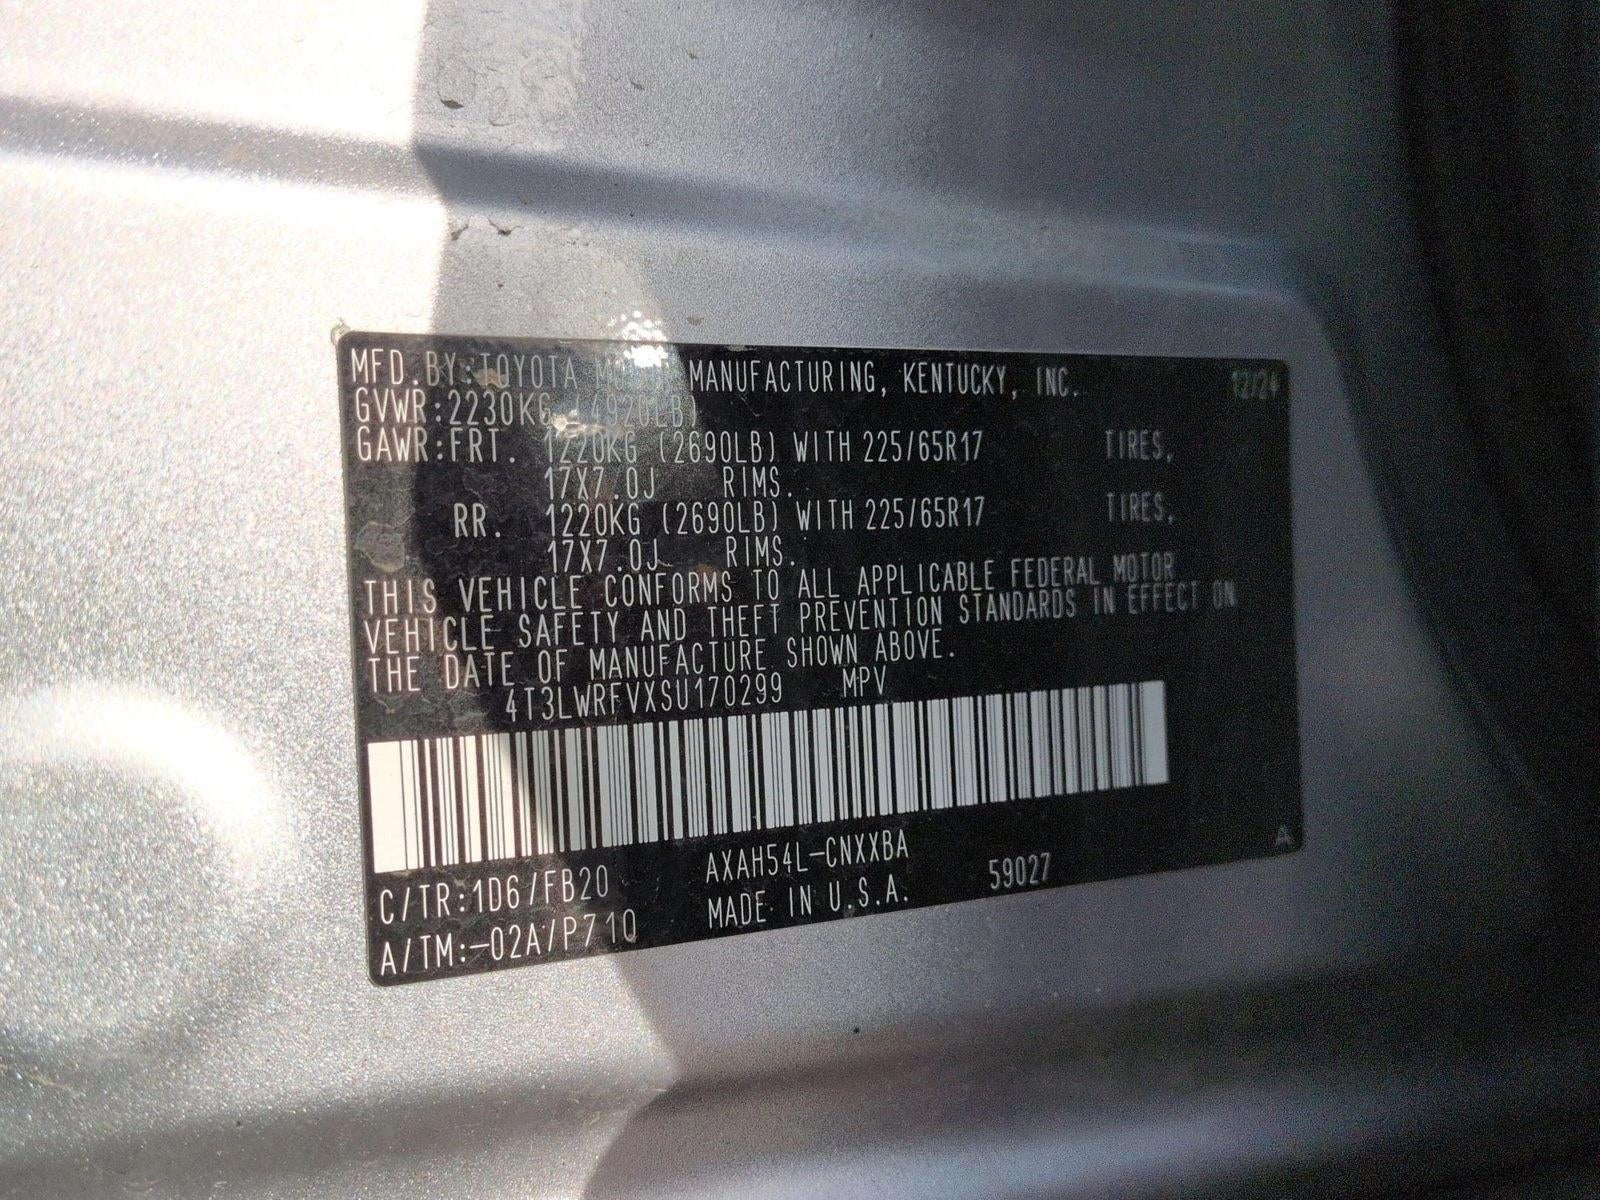 MFD.BY:TOYOTA MOTOR MANUFACTURING, KENTUCKY, INC. 12/24
GVWR:2230KG (4920LB)
GAWR:FRT. 1220KG (2690LB) WITH 225/65R17 TIRES,
17X7.0J RIMS.
RR. 1220KG (2690LB) WITH 225/65R17 TIRES,
17X7.0J RIMS.
THIS VEHICLE CONFORMS TO ALL APPLICABLE FEDERAL MOTOR
VEHICLE SAFETY AND THEFT PREVENTION STANDARDS IN EFFECT ON
THE DATE OF MANUFACTURE SHOWN ABOVE.
4T3LWRFVXSU170299 MPV
C/TR:1D6/FB20 AXAH54L-CNXXBA
A/TM:-02A/P710 MADE IN U.S.A. 59027
A